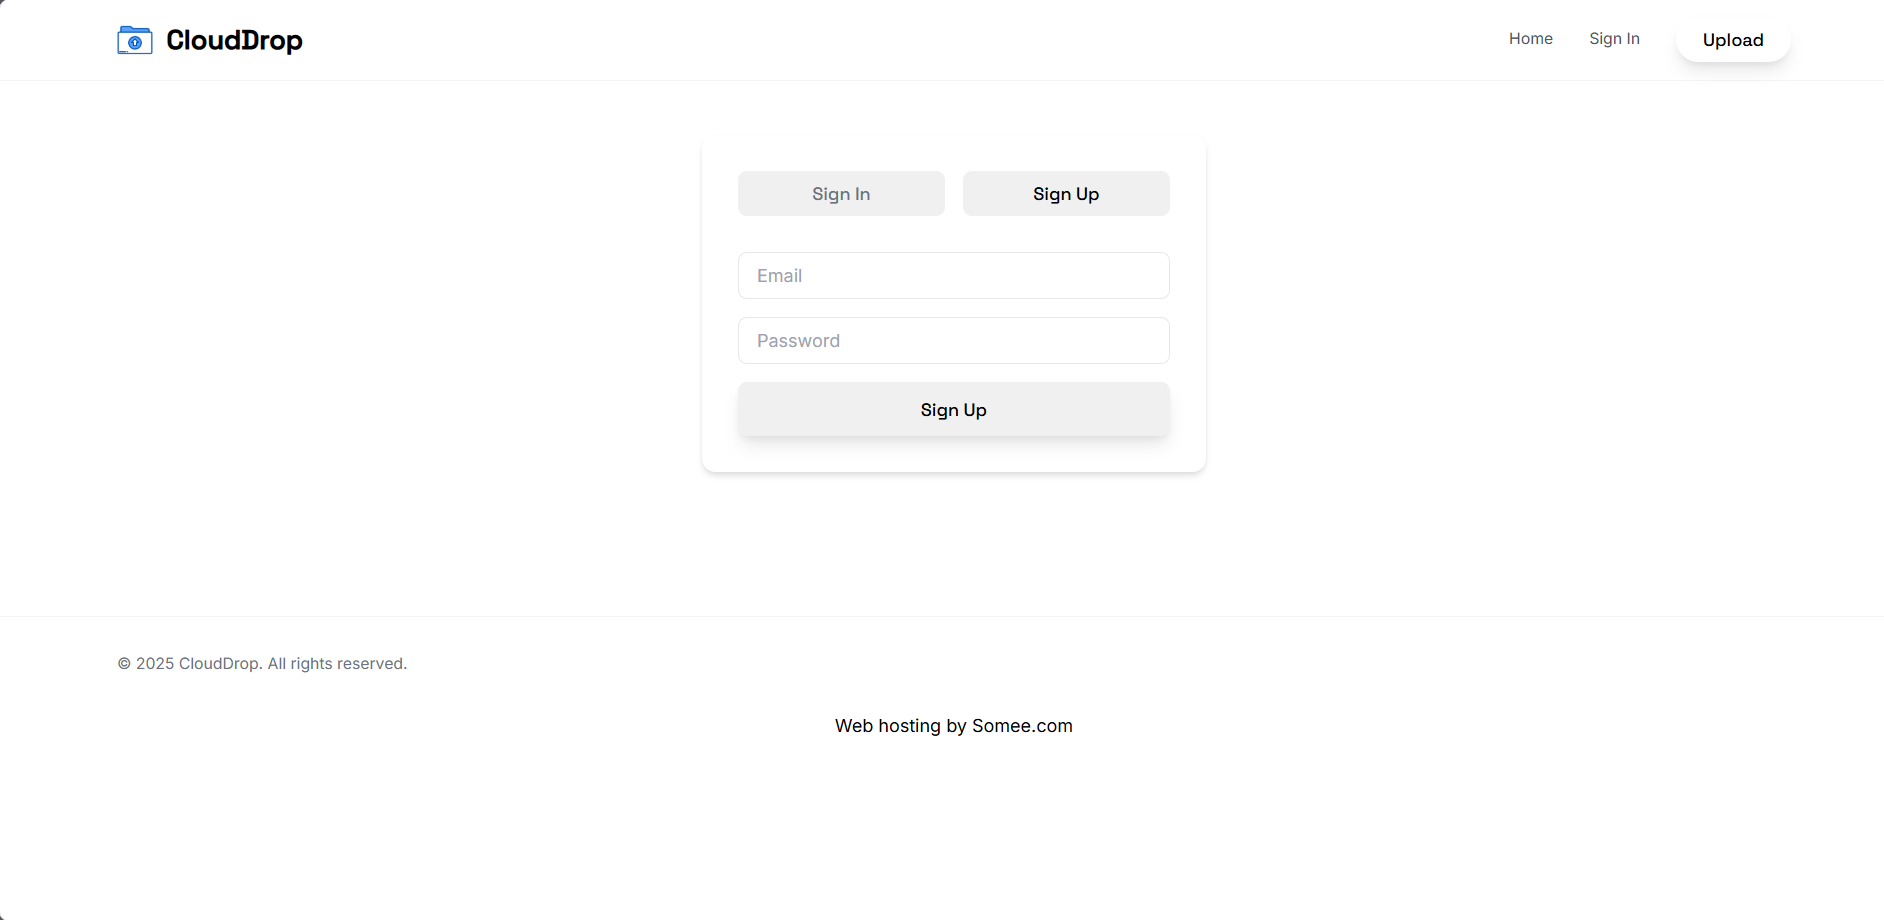 CloudDrop
Home
Sign In
Upload
Sign In
Sign Up
Email
Password
Sign Up
© 2025 CloudDrop. All rights reserved.
Web hosting by Somee.com